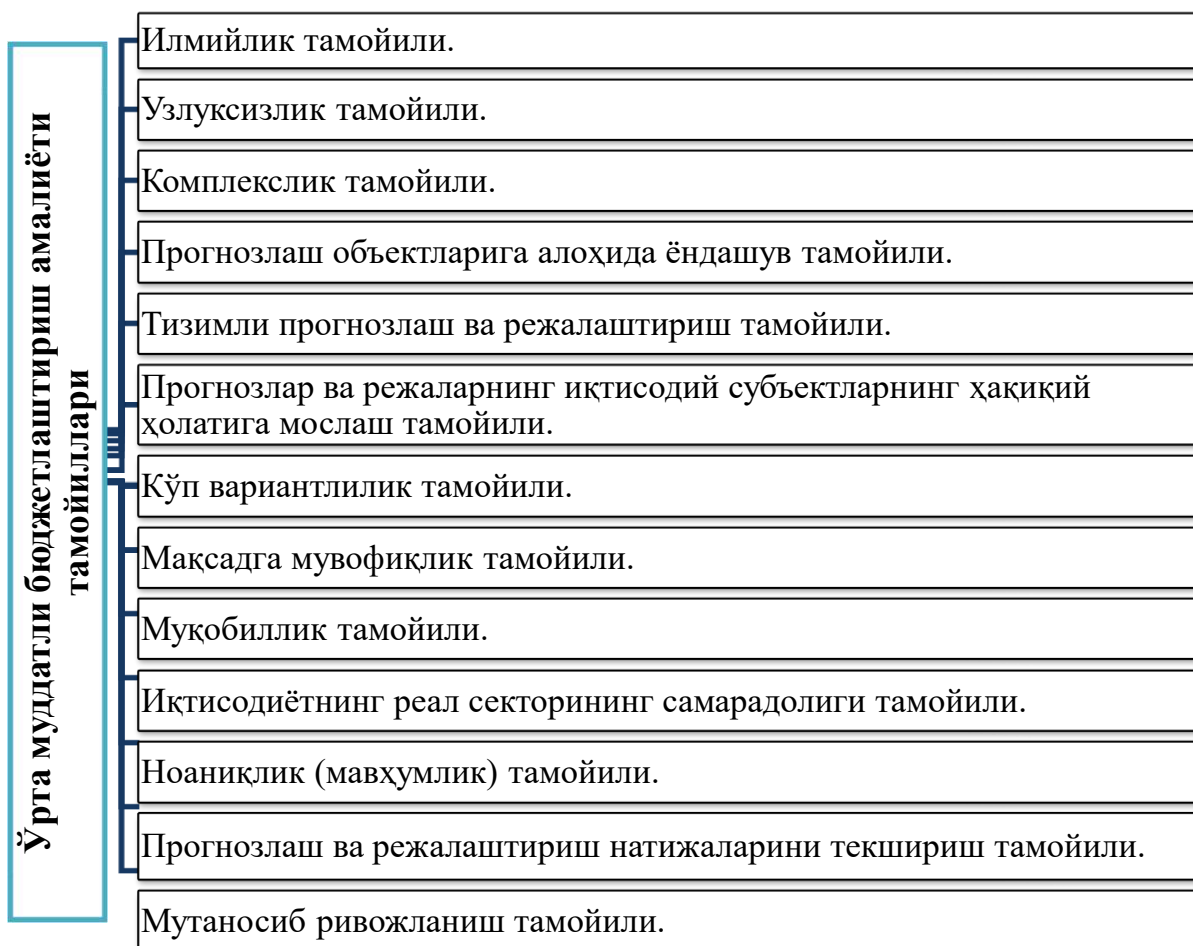 Ўрта муддатли бюджетлаштириш амалиёти
тамойиллари
Илмийлик тамойили.
Узлуксизлик тамойили.
Комплекслик тамойили.
Прогнозлаш объектларига алоҳида ёндашув тамойили.
Тизимли прогнозлаш ва режалаштириш тамойили.
Прогнозлар ва режаларнинг иқтисодий субъектларнинг ҳақиқий
ҳолатига мослаш тамойили.
Кўп вариантлилик тамойили.
Мақсадга мувофиқлик тамойили.
Муқобиллик тамойили.
Иқтисодиётнинг реал секторининг самарадолиги тамойили.
Ноаниқлик (мавҳумлик) тамойили.
Прогнозлаш ва режалаштириш натижаларини текшириш тамойили.
Мутаносиб ривожланиш тамойили.